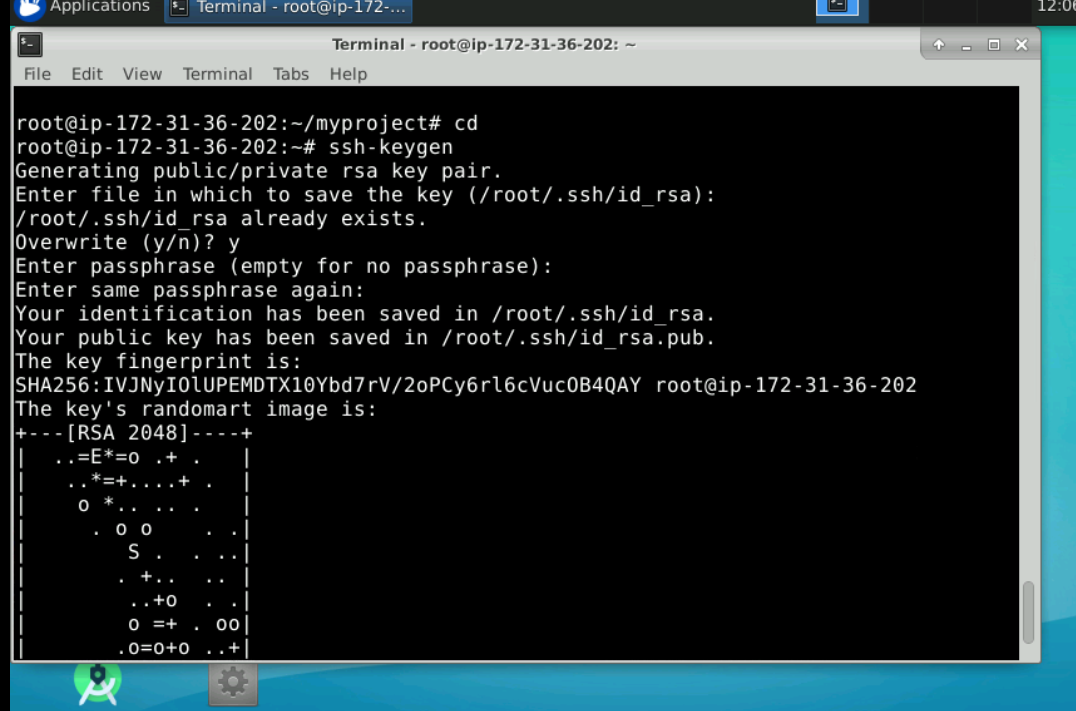 Applications Terminal - root@ip-172-... 12:06
Terminal - root@ip-172-31-36-202: ~
File Edit View Terminal Tabs Help
root@ip-172-31-36-202:~/myproject# cd
root@ip-172-31-36-202:~# ssh-keygen
Generating public/private rsa key pair.
Enter file in which to save the key (/root/.ssh/id_rsa):
/root/.ssh/id_rsa already exists.
Overwrite (y/n)? y
Enter passphrase (empty for no passphrase):
Enter same passphrase again:
Your identification has been saved in /root/.ssh/id_rsa.
Your public key has been saved in /root/.ssh/id_rsa.pub.
The key fingerprint is:
SHA256:IVJNyIOlUPEMDTX10Ybd7rV/2oPCy6rl6cVucOB4QAY root@ip-172-31-36-202
The key's randomart image is:
+---[RSA 2048]----+
|   ..=E*=o .+ .   |
|    ..*=+....+ .  |
|     o *.. .. .   |
|      . o o    . .|
|         S .  . ..|
|        . +..  .. |
|         ..+o  . .|
|         o =+ . oo|
|        .o=o+o ..+|